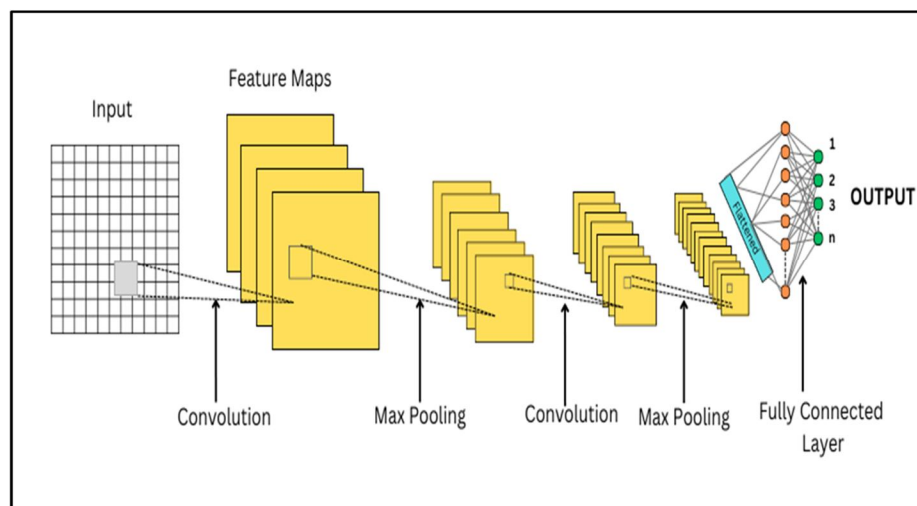 Feature Maps
Input
Flattened
1
2
3
n
OUTPUT
Convolution
Max Pooling
Convolution
Max Pooling
Fully Connected
Layer